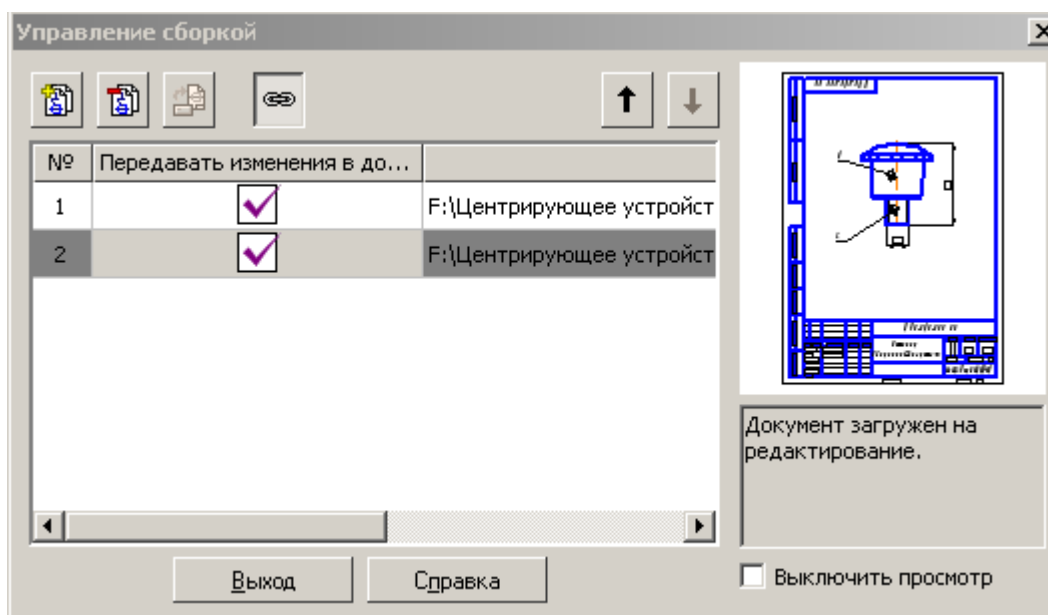 Управление сборкой
№ Передавать изменения в до...
1 F:\Центрирующее устройст
2 F:\Центрирующее устройст
Документ загружен на
редактирование.
Выход Справка Выключить просмотр